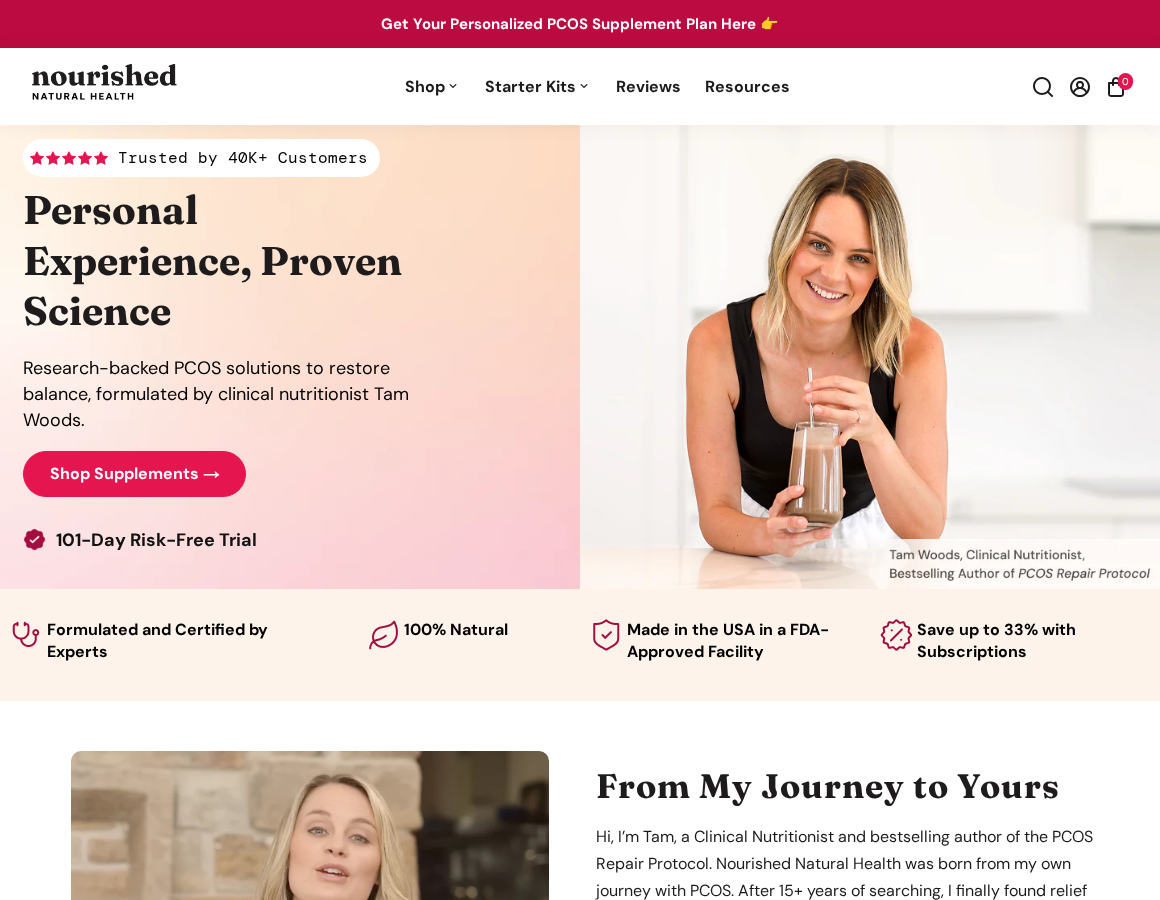 Get Your Personalized PCOS Supplement Plan Here 👉
nourished
NATURAL HEALTH
Shop
Starter Kits
Reviews
Resources
0
Trusted by 40K+ Customers
Personal
Experience, Proven
Science
Research-backed PCOS solutions to restore
balance, formulated by clinical nutritionist Tam
Woods.
Shop Supplements →
101-Day Risk-Free Trial
Tam Woods, Clinical Nutritionist,
Bestselling Author of PCOS Repair Protocol
Formulated and Certified by
Experts
100% Natural
Made in the USA in a FDA-
Approved Facility
Save up to 33% with
Subscriptions
From My Journey to Yours
Hi, I’m Tam, a Clinical Nutritionist and bestselling author of the PCOS
Repair Protocol. Nourished Natural Health was born from my own
journey with PCOS. After 15+ years of searching, I finally found relief